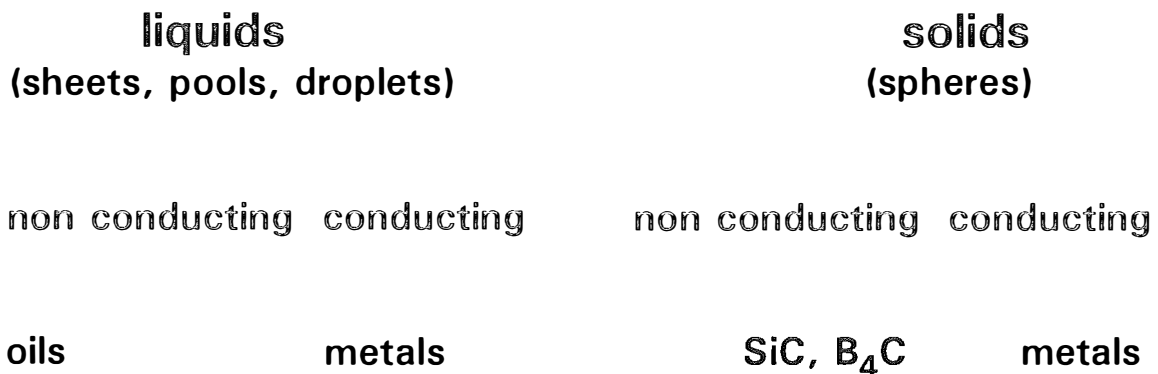 liquids solids
(sheets, pools, droplets) (spheres)
non conducting conducting non conducting conducting
oils metals SiC, B₄C metals